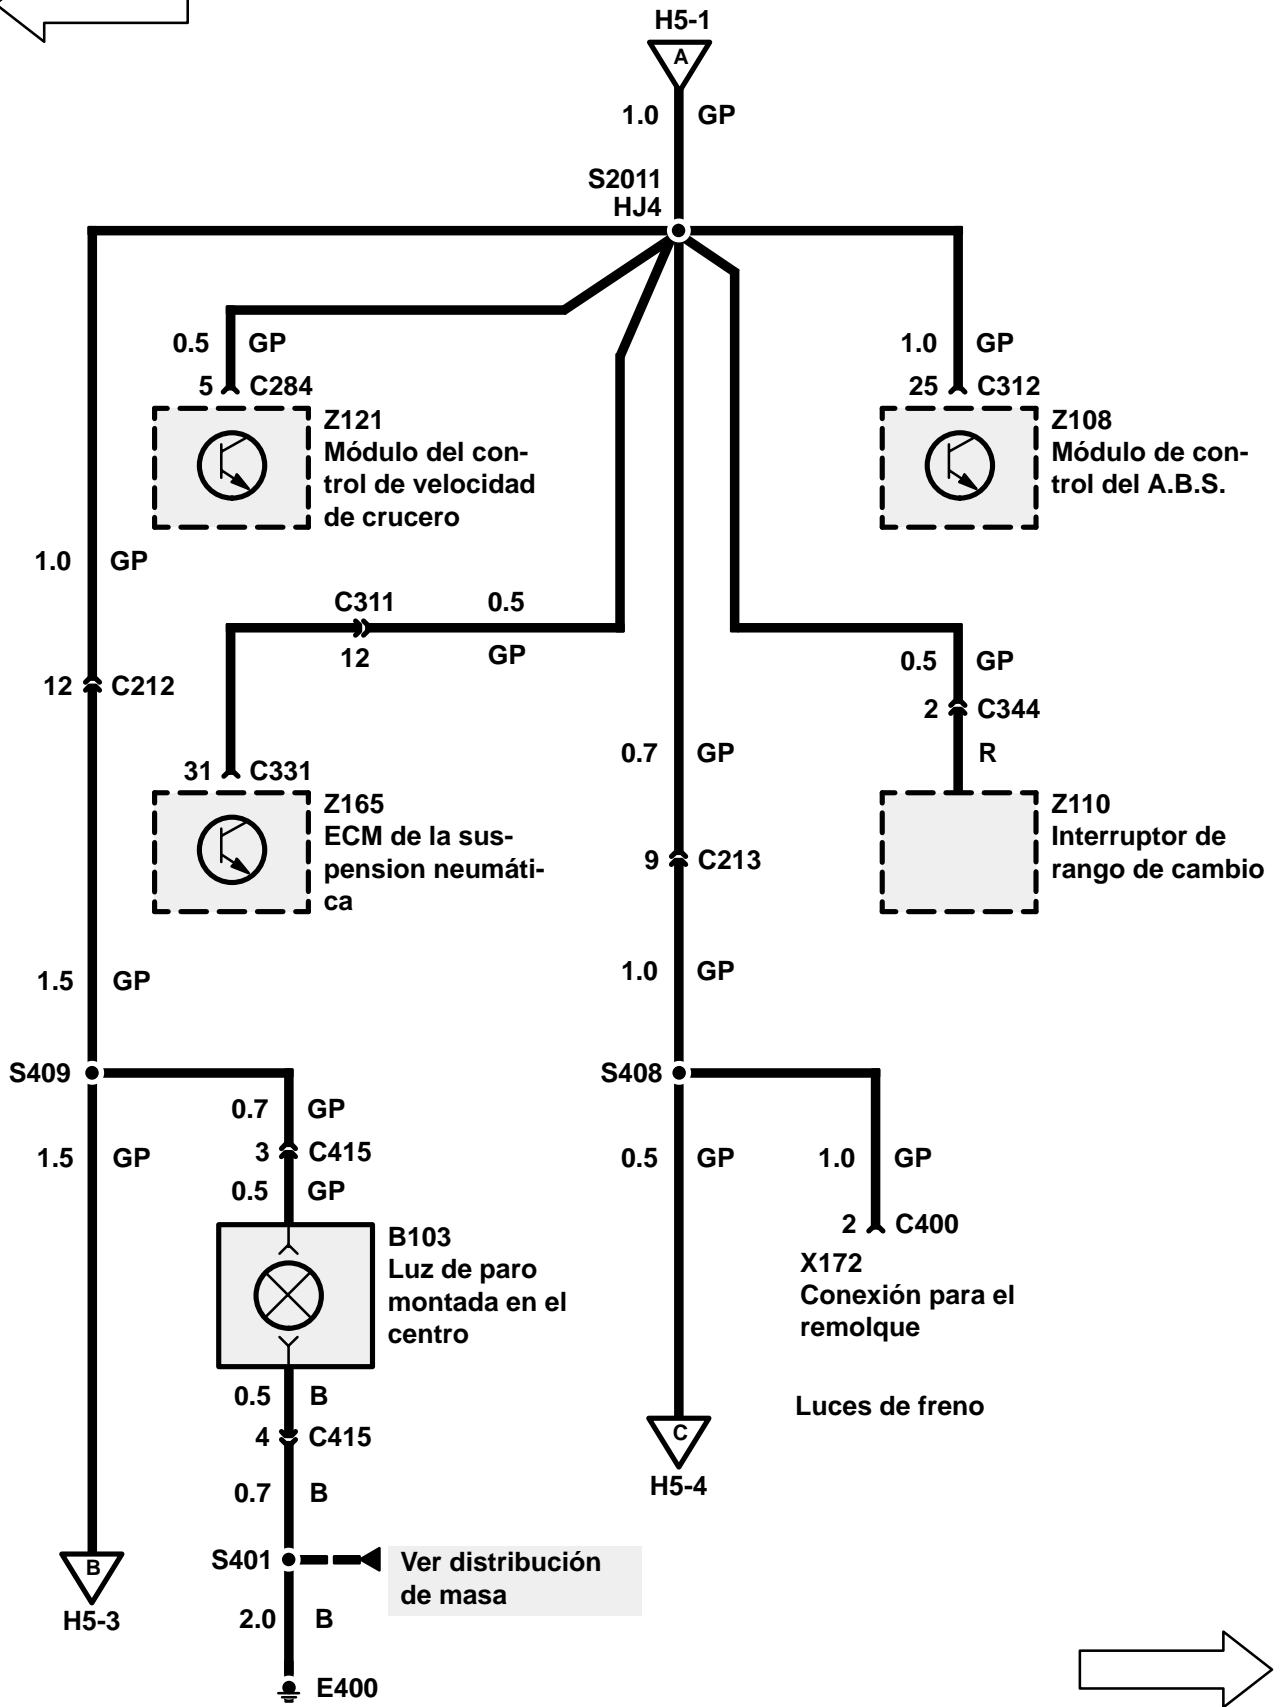 H5-1
A
1.0 GP
S2011
HJ4
0.5 GP
5 C284
Z121
Módulo del con-
trol de velocidad
de crucero
1.0 GP
25 C312
Z108
Módulo de con-
trol del A.B.S.
1.0 GP
C311 0.5
12 GP
12 C212
0.5 GP
2 C344
R
31 C331
Z165
ECM de la sus-
pension neumáti-
ca
0.7 GP
9 C213
Z110
Interruptor de
rango de cambio
1.5 GP
1.0 GP
S409
S408
0.7 GP
3 C415
0.5 GP
1.5 GP
0.5 GP
1.0 GP
2 C400
X172
Conexión para el
remolque
B103
Luz de paro
montada en el
centro
0.5 B
4 C415
0.7 B
Luces de freno
C
H5-4
S401
Ver distribución
de masa
B
H5-3
2.0 B
E400